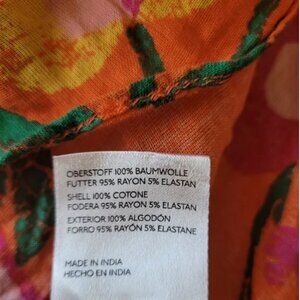 OBERSTOFF 100% BAUMWOLLE
FUTTER 95% RAYON 5% ELASTAN
SHELL 100% COTONE
FODERA 95% RAYON 5% ELASTAN
EXTERIOR 100% ALGODÓN
FORRO 95% RAYON 5% ELASTANE
MADE IN INDIA
HECHO EN INDIA